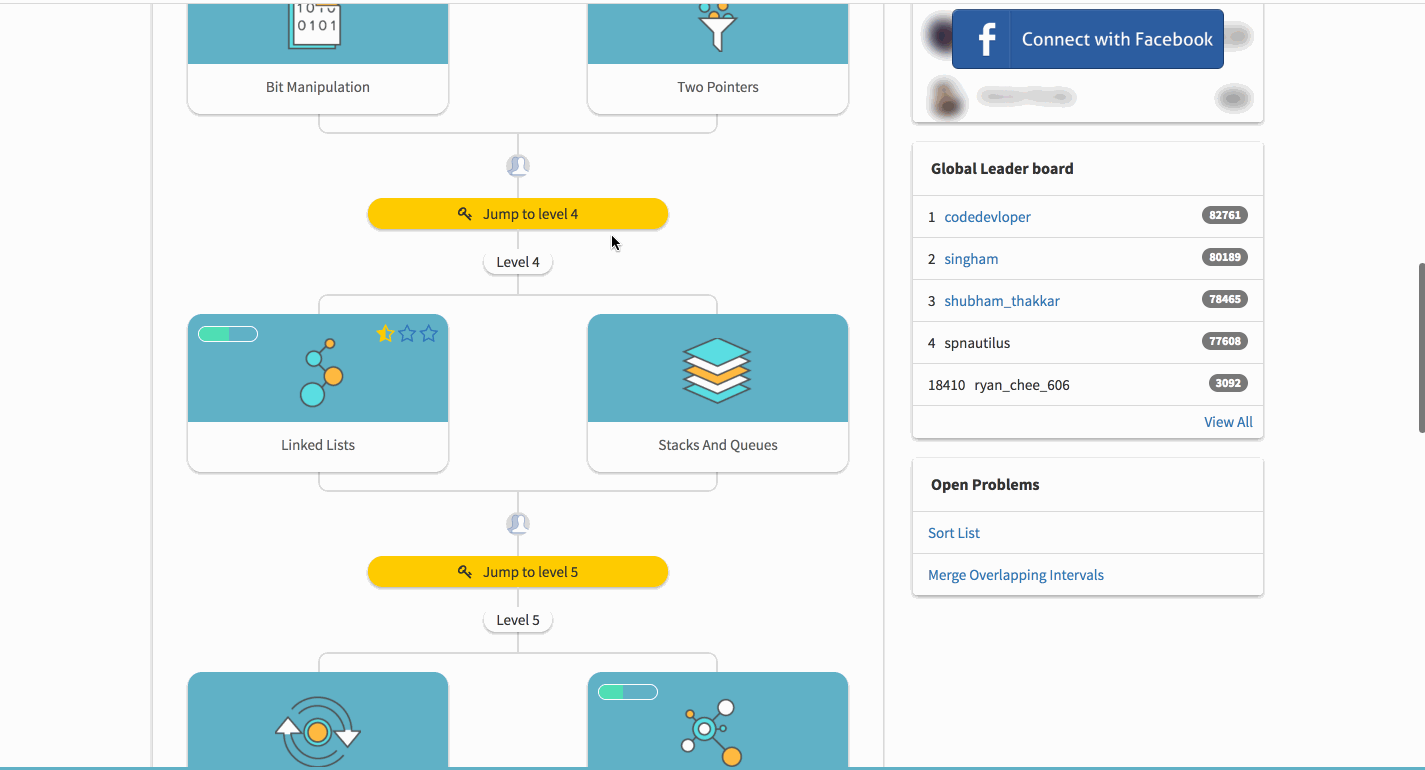 1010
0101
Bit Manipulation
Two Pointers
Jump to level 4
Level 4
Linked Lists
Stacks And Queues
Jump to level 5
Level 5
f Connect with Facebook
Global Leader board
1 codedevloper 82761
2 singham 80189
3 shubham_thakkar 78465
4 spnautilus 77608
18410 ryan_chee_606 3092
View All
Open Problems
Sort List
Merge Overlapping Intervals